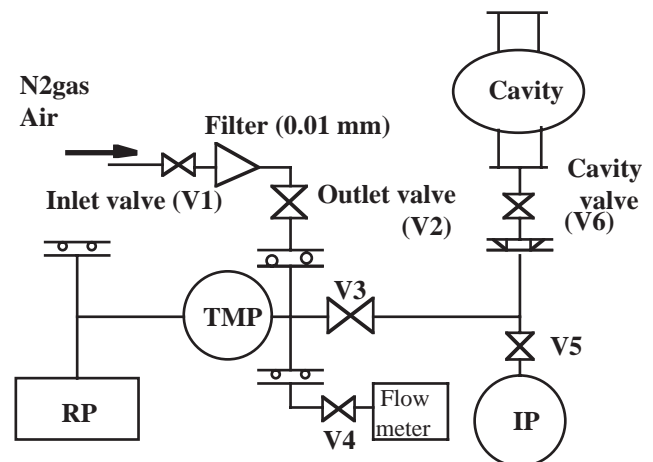 N2gas
Air
Filter (0.01 mm)
Inlet valve (V1)
Outlet valve
(V2)
Cavity
Cavity
valve
(V6)
V3
TMP
V5
RP
V4
Flow
meter
IP